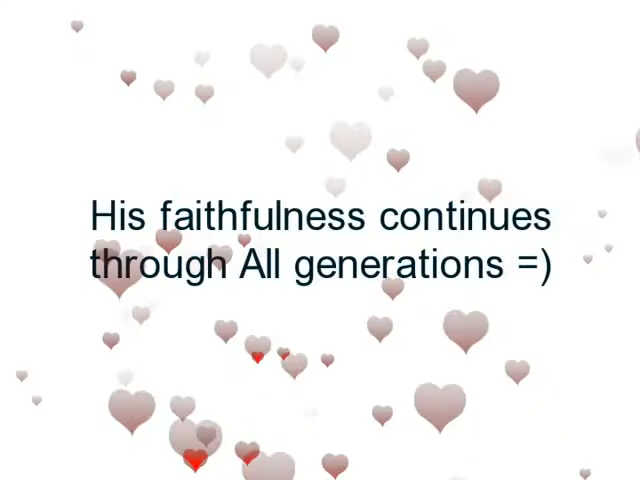 His faithfulness continues
through All generations =)